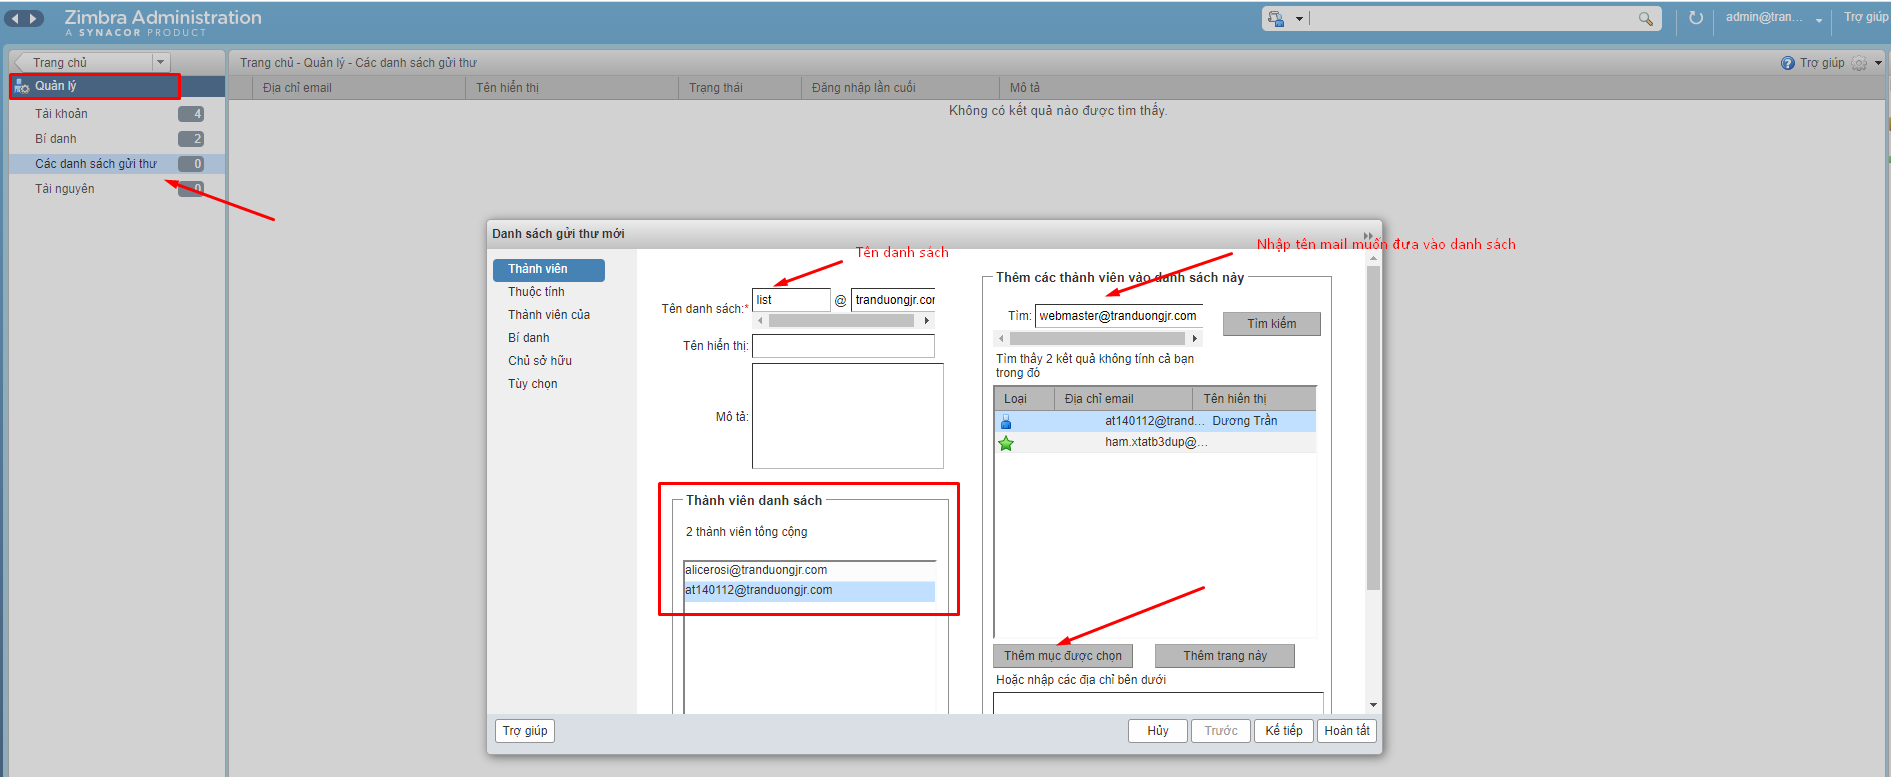 Zimbra Administration
A SYNACOR PRODUCT
admin@tran...
Trợ giúp
Trang chủ
Trang chủ - Quản lý - Các danh sách gửi thư
Trợ giúp
Quản lý
Địa chỉ email
Tên hiển thị
Trạng thái
Đăng nhập lần cuối
Mô tả
Không có kết quả nào được tìm thấy.
Tài khoản 4
Bí danh 2
Các danh sách gửi thư 0
Tài nguyên 0
Danh sách gửi thư mới
Tên danh sách
Nhập tên mail muốn đưa vào danh sách
Thành viên
Thuộc tính
Thành viên của
Bí danh
Chủ sở hữu
Tùy chọn
Tên danh sách:* list @ tranduongjr.con
Tên hiển thị:
Mô tả:
Thành viên danh sách
2 thành viên tổng cộng
alicerosi@tranduongjr.com
at140112@tranduongjr.com
Thêm các thành viên vào danh sách này
Tìm: webmaster@tranduongjr.com
Tìm kiếm
Tìm thấy 2 kết quả không tính cả bạn
trong đó
Loại
Địa chỉ email
Tên hiển thị
at140112@trand... Dương Trần
ham.xtatb3dup@...
Thêm mục được chọn
Thêm trang này
Hoặc nhập các địa chỉ bên dưới
Trợ giúp
Hủy
Trước
Kế tiếp
Hoàn tất